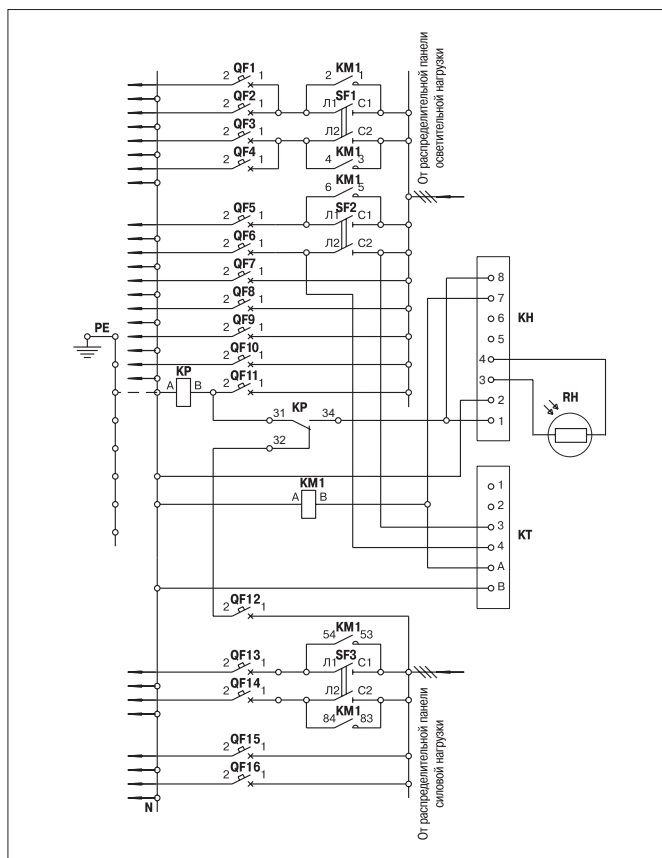 QF1
KM1
2 1
2 1
QF2
SF1
2 1
Л1 С1
QF3
2 1
Л2 С2
QF4
2 1
4 3
KM1
От распределительной панели
осветительной нагрузки
6 5
KM1
QF5
SF2
2 1
Л1 С1
QF6
2 1
Л2 С2
QF7
2 1
QF8
2 1
QF9
2 1
QF10
2 1
QF11
2 1
PE
KP
A B
KP
31 34
32
8
7
6
5
4
3
2
1
KH
RH
KM1
A B
1
2
3
4
A
B
KT
QF12
2 1
KM1
54 53
QF13
SF3
2 1
Л1 С1
QF14
2 1
Л2 С2
KM1
84 83
QF15
2 1
QF16
2 1
N
От распределительной панели
силовой нагрузки